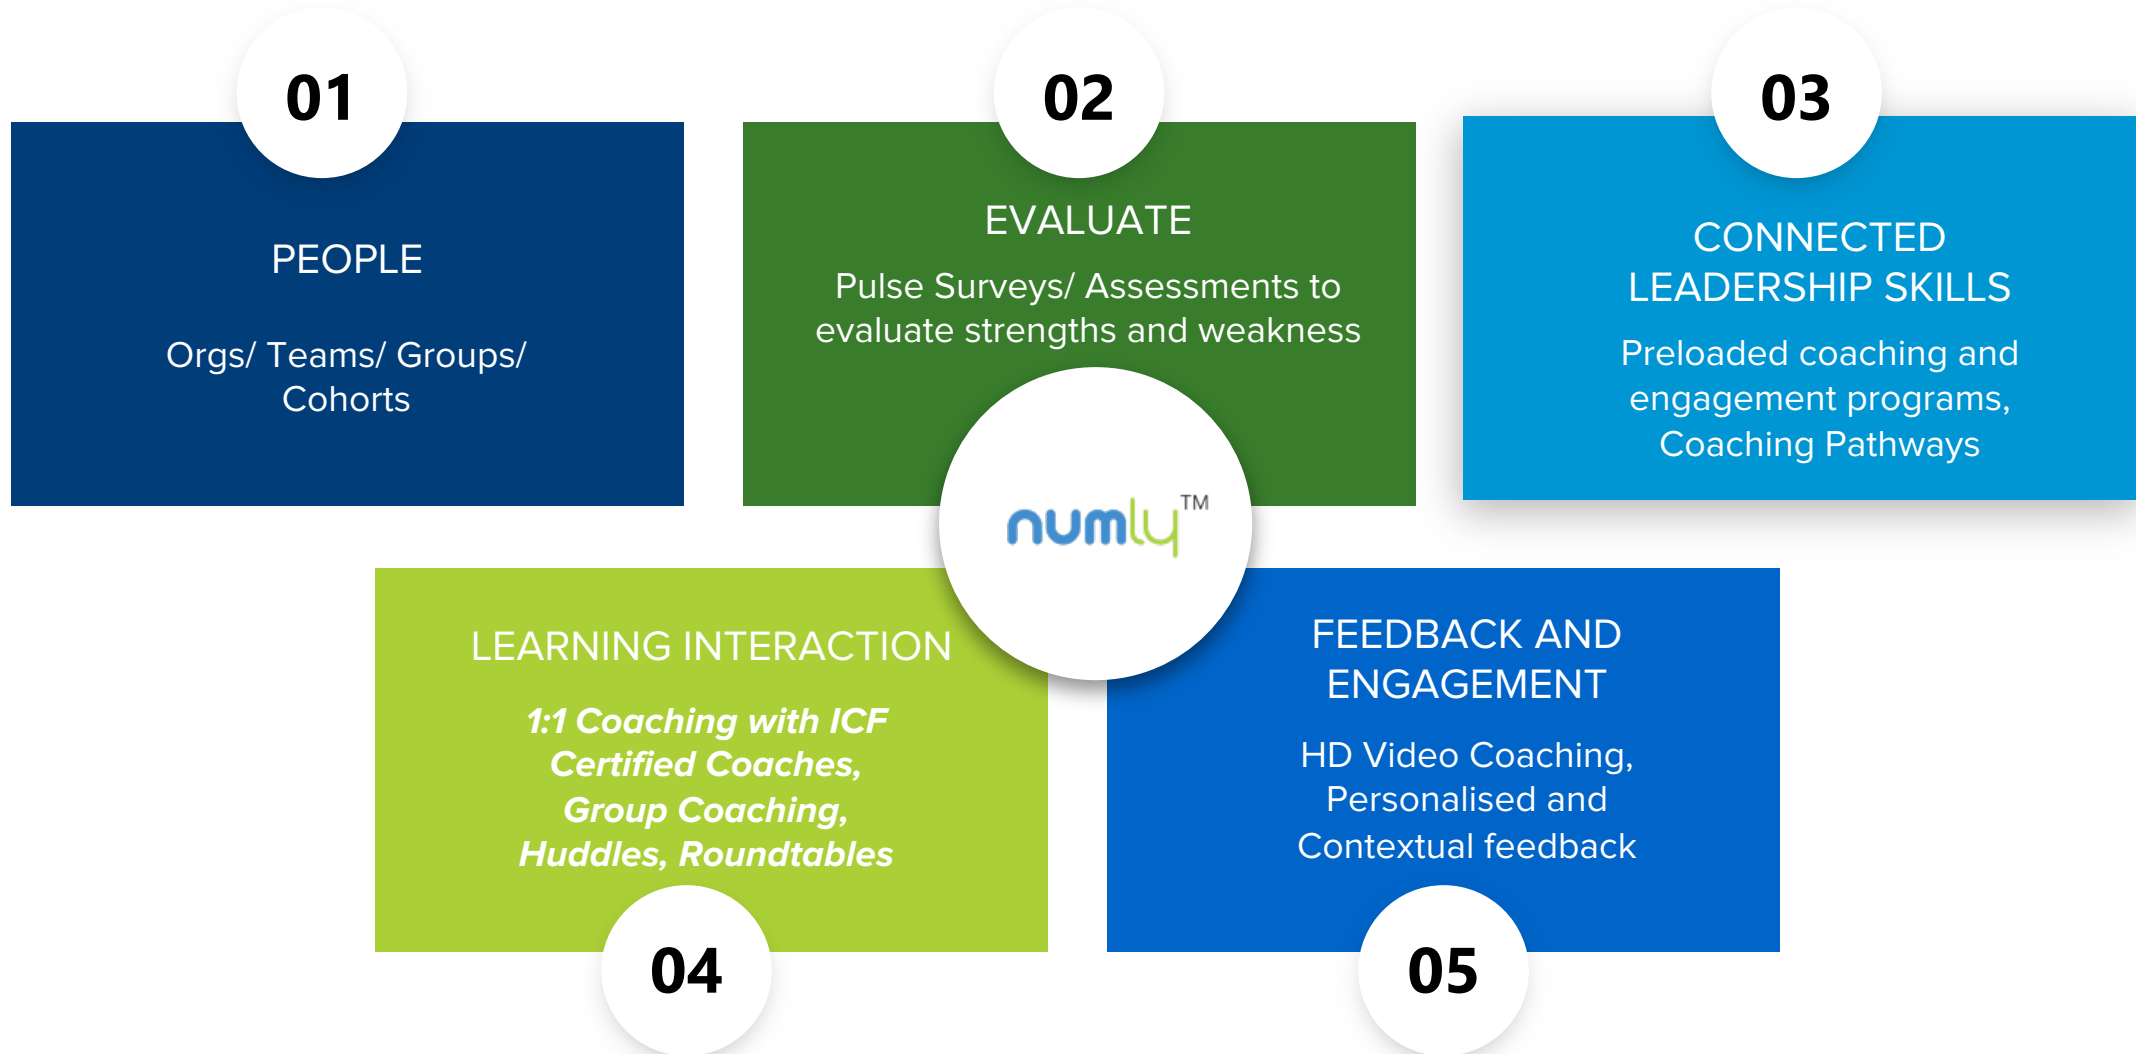 01
PEOPLE
Orgs/ Teams/ Groups/
Cohorts
02
EVALUATE
Pulse Surveys/ Assessments to
evaluate strengths and weakness
03
CONNECTED
LEADERSHIP SKILLS
Preloaded coaching and
engagement programs,
Coaching Pathways
numly™
LEARNING INTERACTION
1:1 Coaching with ICF
Certified Coaches,
Group Coaching,
Huddles, Roundtables
04
FEEDBACK AND
ENGAGEMENT
HD Video Coaching,
Personalised and
Contextual feedback
05